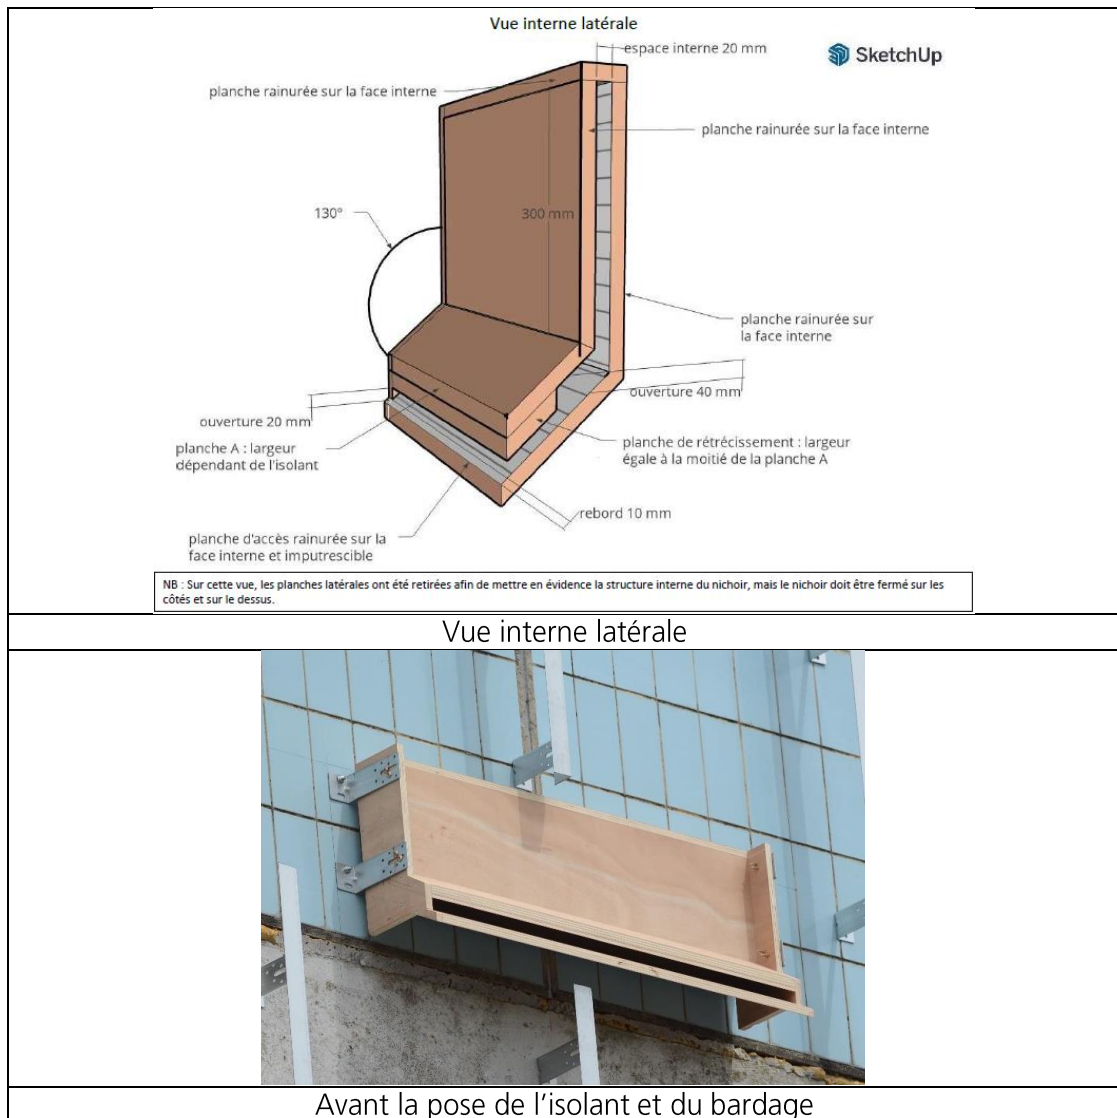 Vue interne latérale
espace interne 20 mm
SketchUp
planche rainurée sur la face interne
planche rainurée sur la face interne
130°
300 mm
planche rainurée sur
la face interne
ouverture 40 mm
ouverture 20 mm
planche A : largeur
dépendant de l'isolant
planche de rétrécissement : largeur
égale à la moitié de la planche A
rebord 10 mm
planche d'accès rainurée sur la
face interne et imputrescible
NB : Sur cette vue, les planches latérales ont été retirées afin de mettre en évidence la structure interne du nichoir, mais le nichoir doit être fermé sur les
côtés et sur le dessus.
Vue interne latérale
Avant la pose de l'isolant et du bardage